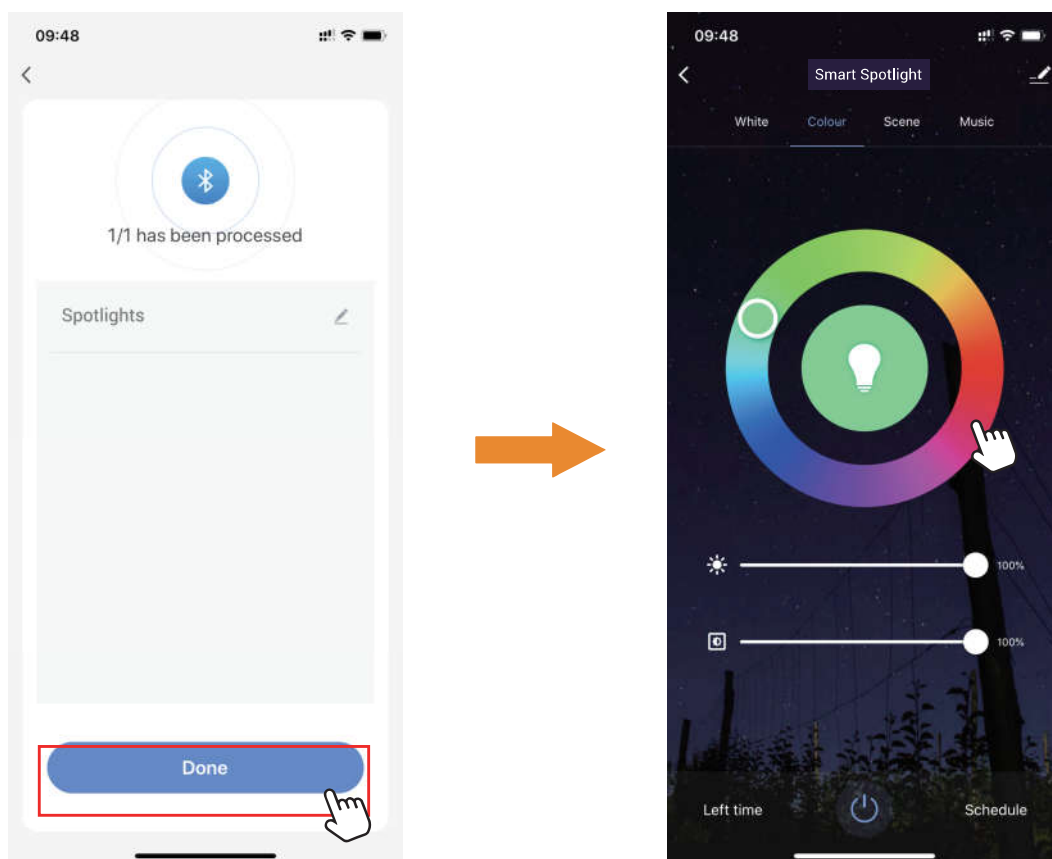 09:48
1/1 has been processed
Spotlights
Done
09:48
Smart Spotlight
White Colour Scene Music
100%
100%
Left time Schedule